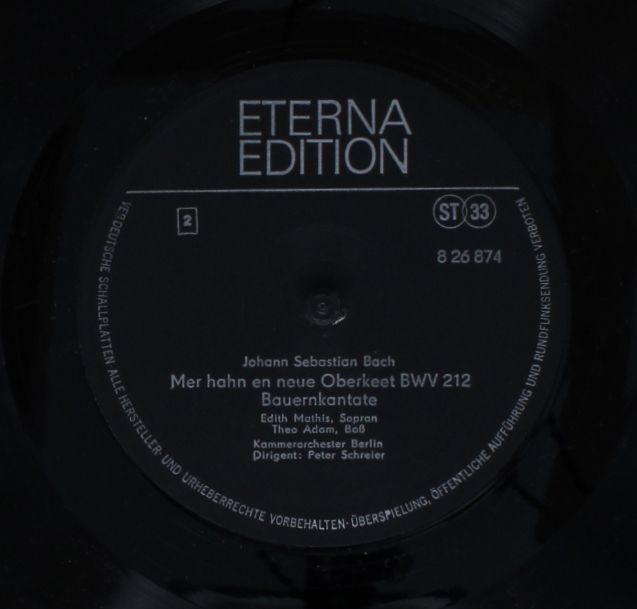 ETERNA
EDITION
2
ST 33
8 26 874
Johann Sebastian Bach
Mer hahn en neue Oberkeet BWV 212
Bauernkantate
Edith Mathis, Sopran
Theo Adam, Baß
Kammerorchester Berlin
Dirigent: Peter Schreier
VEB DEUTSCHE SCHALLPLATTEN ALLE HERSTELLER- UND URHEBERRECHTE VORBEHALTEN · ÜBERSPIELUNG, ÖFFENTLICHE AUFFÜHRUNG UND RUNDFUNKSENDUNG VERBOTEN